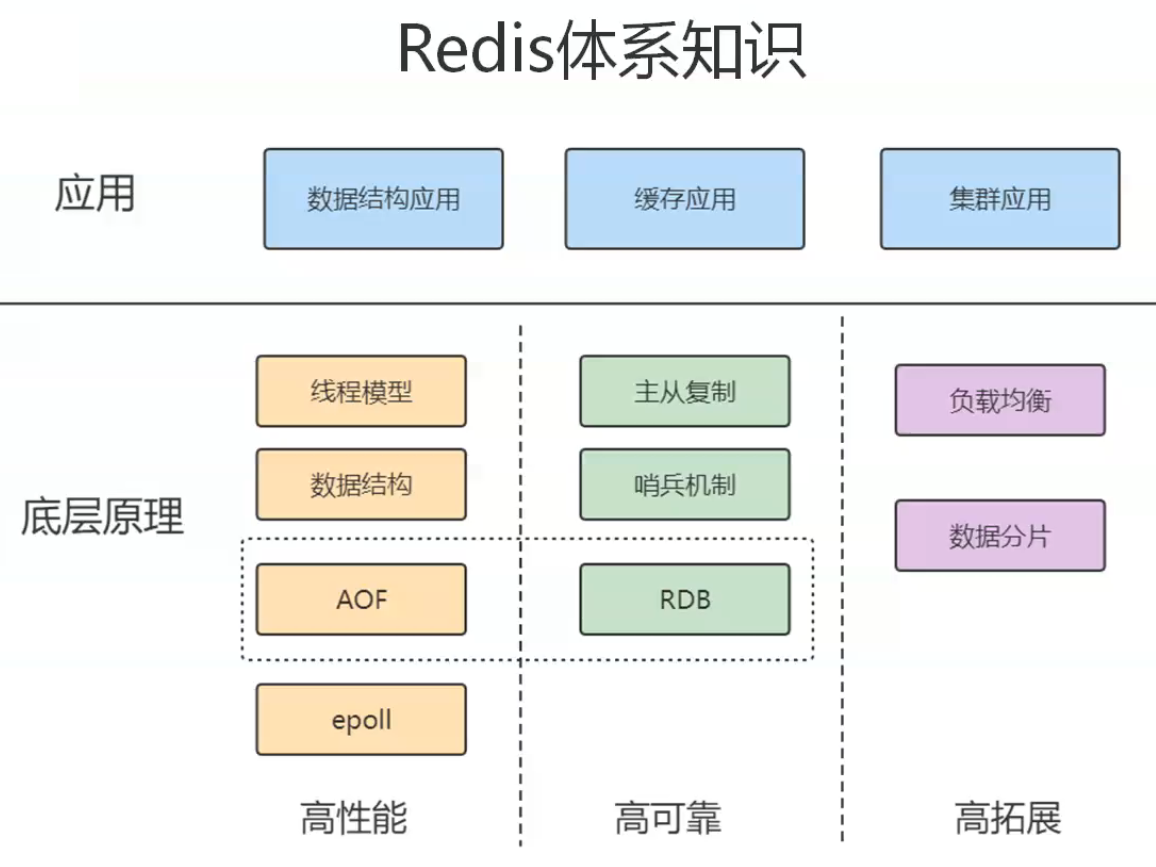 Redis体系知识
应用
数据结构应用
缓存应用
集群应用
底层原理
线程模型
主从复制
负载均衡
数据结构
哨兵机制
数据分片
AOF
RDB
epoll
高性能
高可靠
高拓展